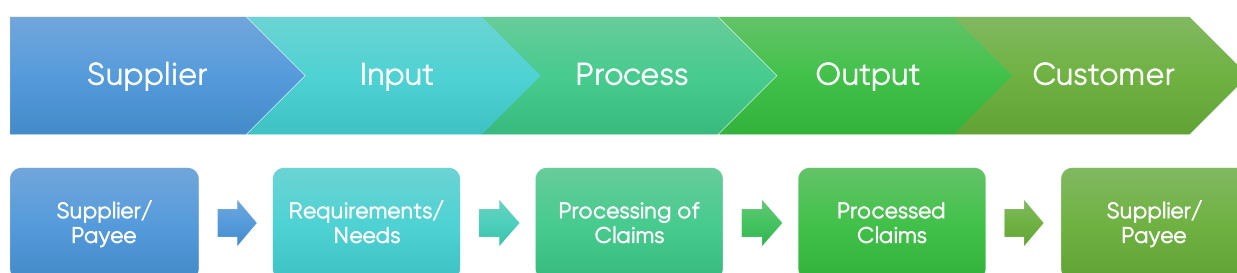 Supplier
Input
Process
Output
Customer
Supplier/
Payee
Requirements/
Needs
Processing of
Claims
Processed
Claims
Supplier/
Payee